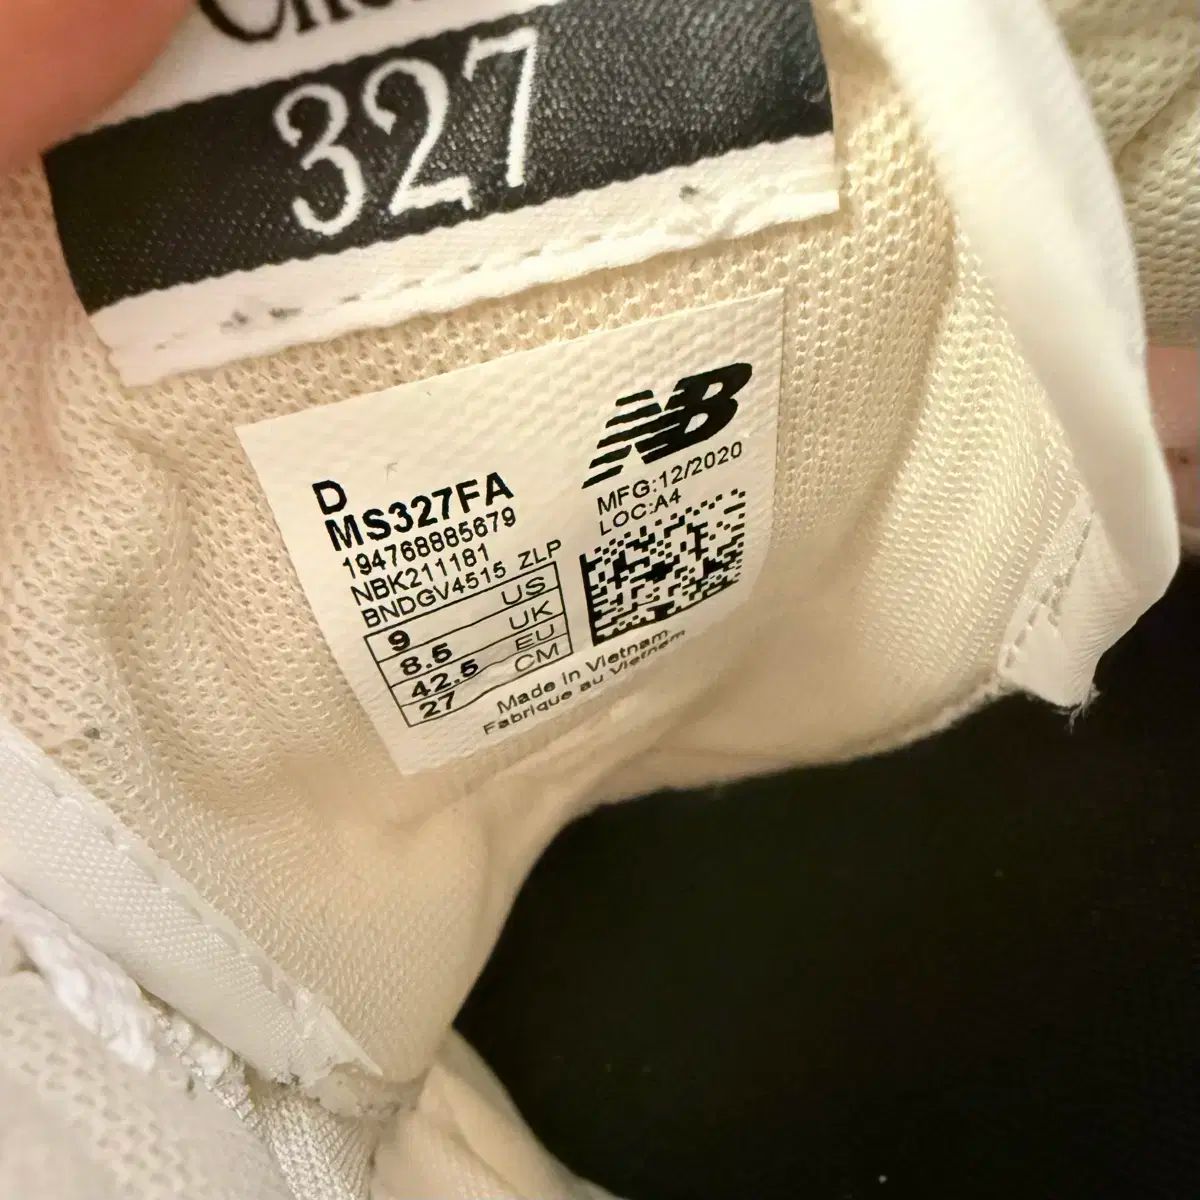 327
NB
D
MS327FA
194768885679
NBK211181
BNDGV4515 ZLP
9 US
8.5 UK
42.5 EU
27 CM
MFG:12/2020
LOC:A4
Made in Vietnam
Fabrique au Vietnam